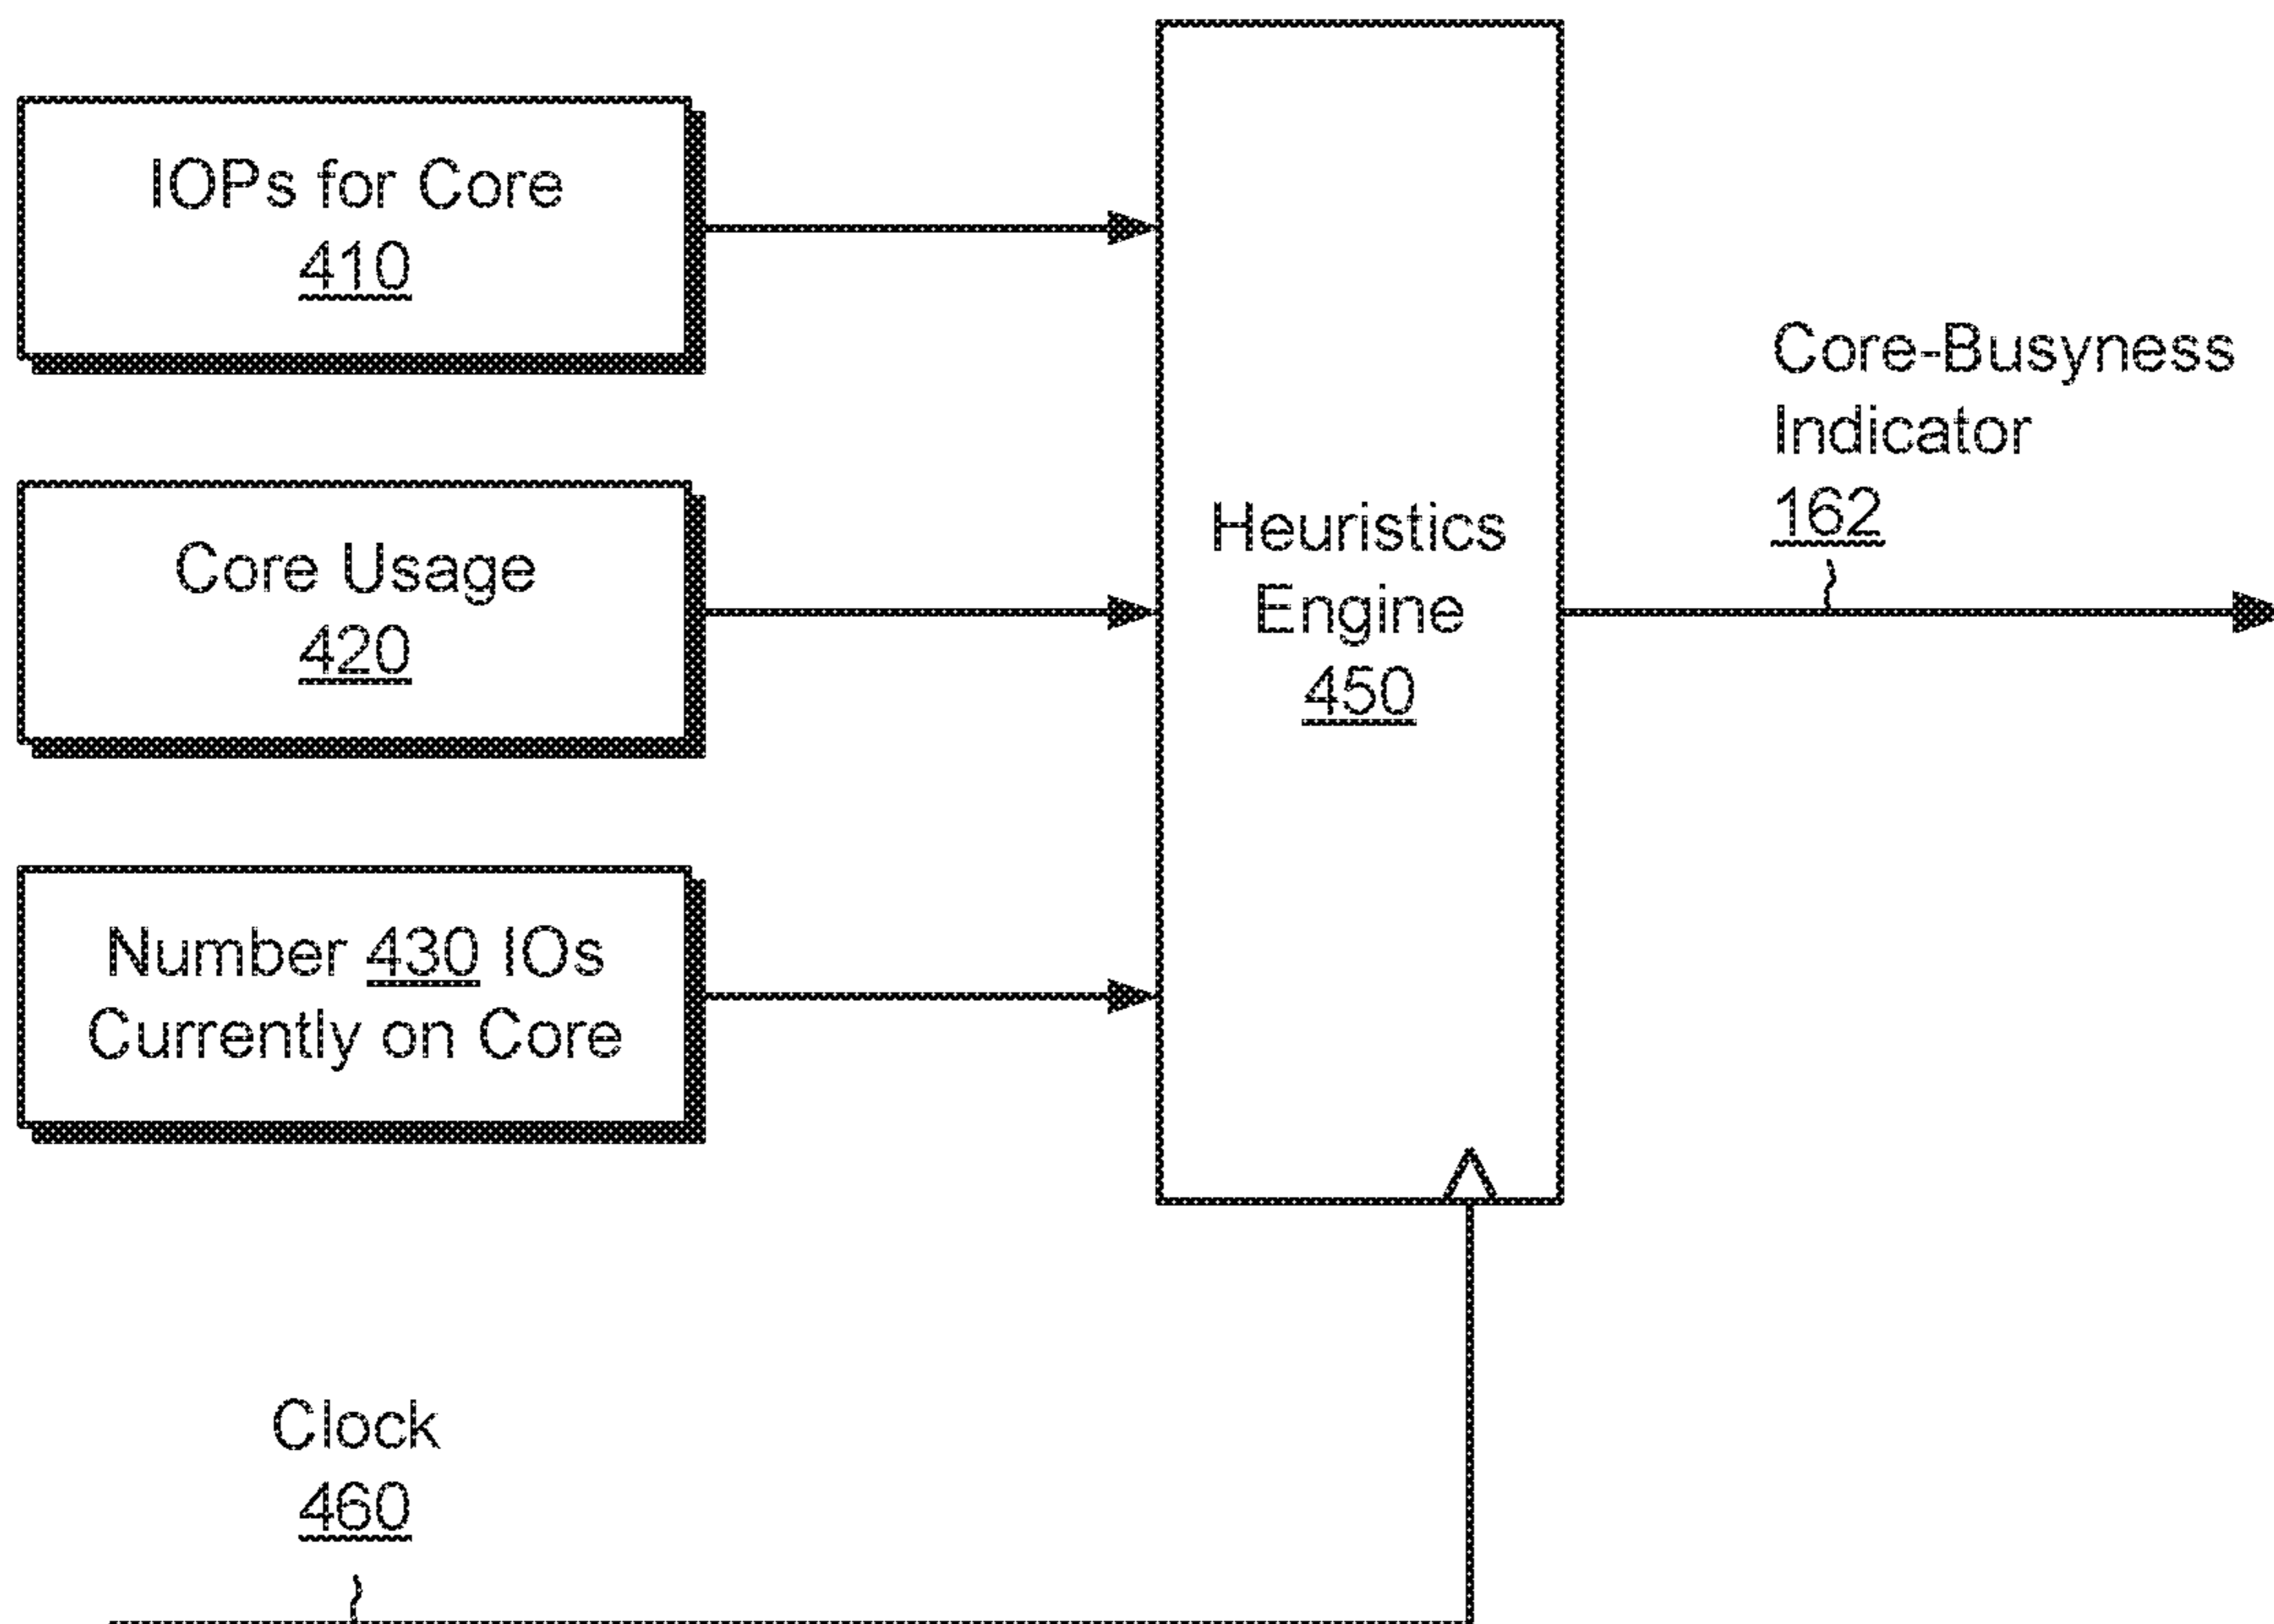 IOPs for Core
410
Core Usage
420
Number 430 IOs
Currently on Core
Heuristics
Engine
450
Core-Busyness
Indicator
162
Clock
460